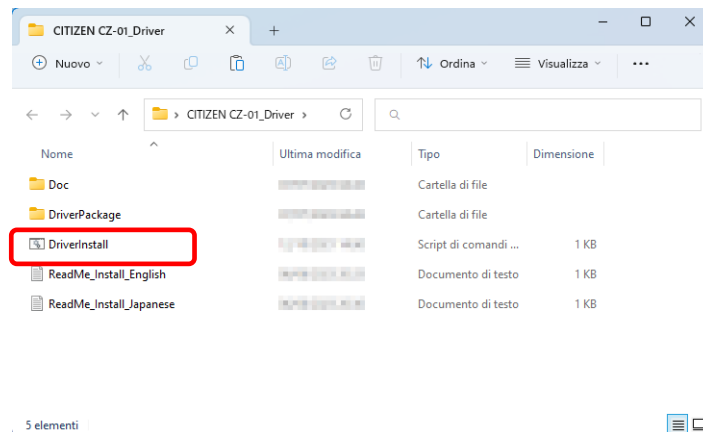 CITIZEN CZ-01_Driver
Nuovo Ordina Visualizza
CITIZEN CZ-01_Driver
Nome Ultima modifica Tipo Dimensione
Doc Cartella di file
DriverPackage Cartella di file
DriverInstall Script di comandi ... 1 KB
ReadMe_Install_English Documento di testo 1 KB
ReadMe_Install_Japanese Documento di testo 1 KB
5 elementi